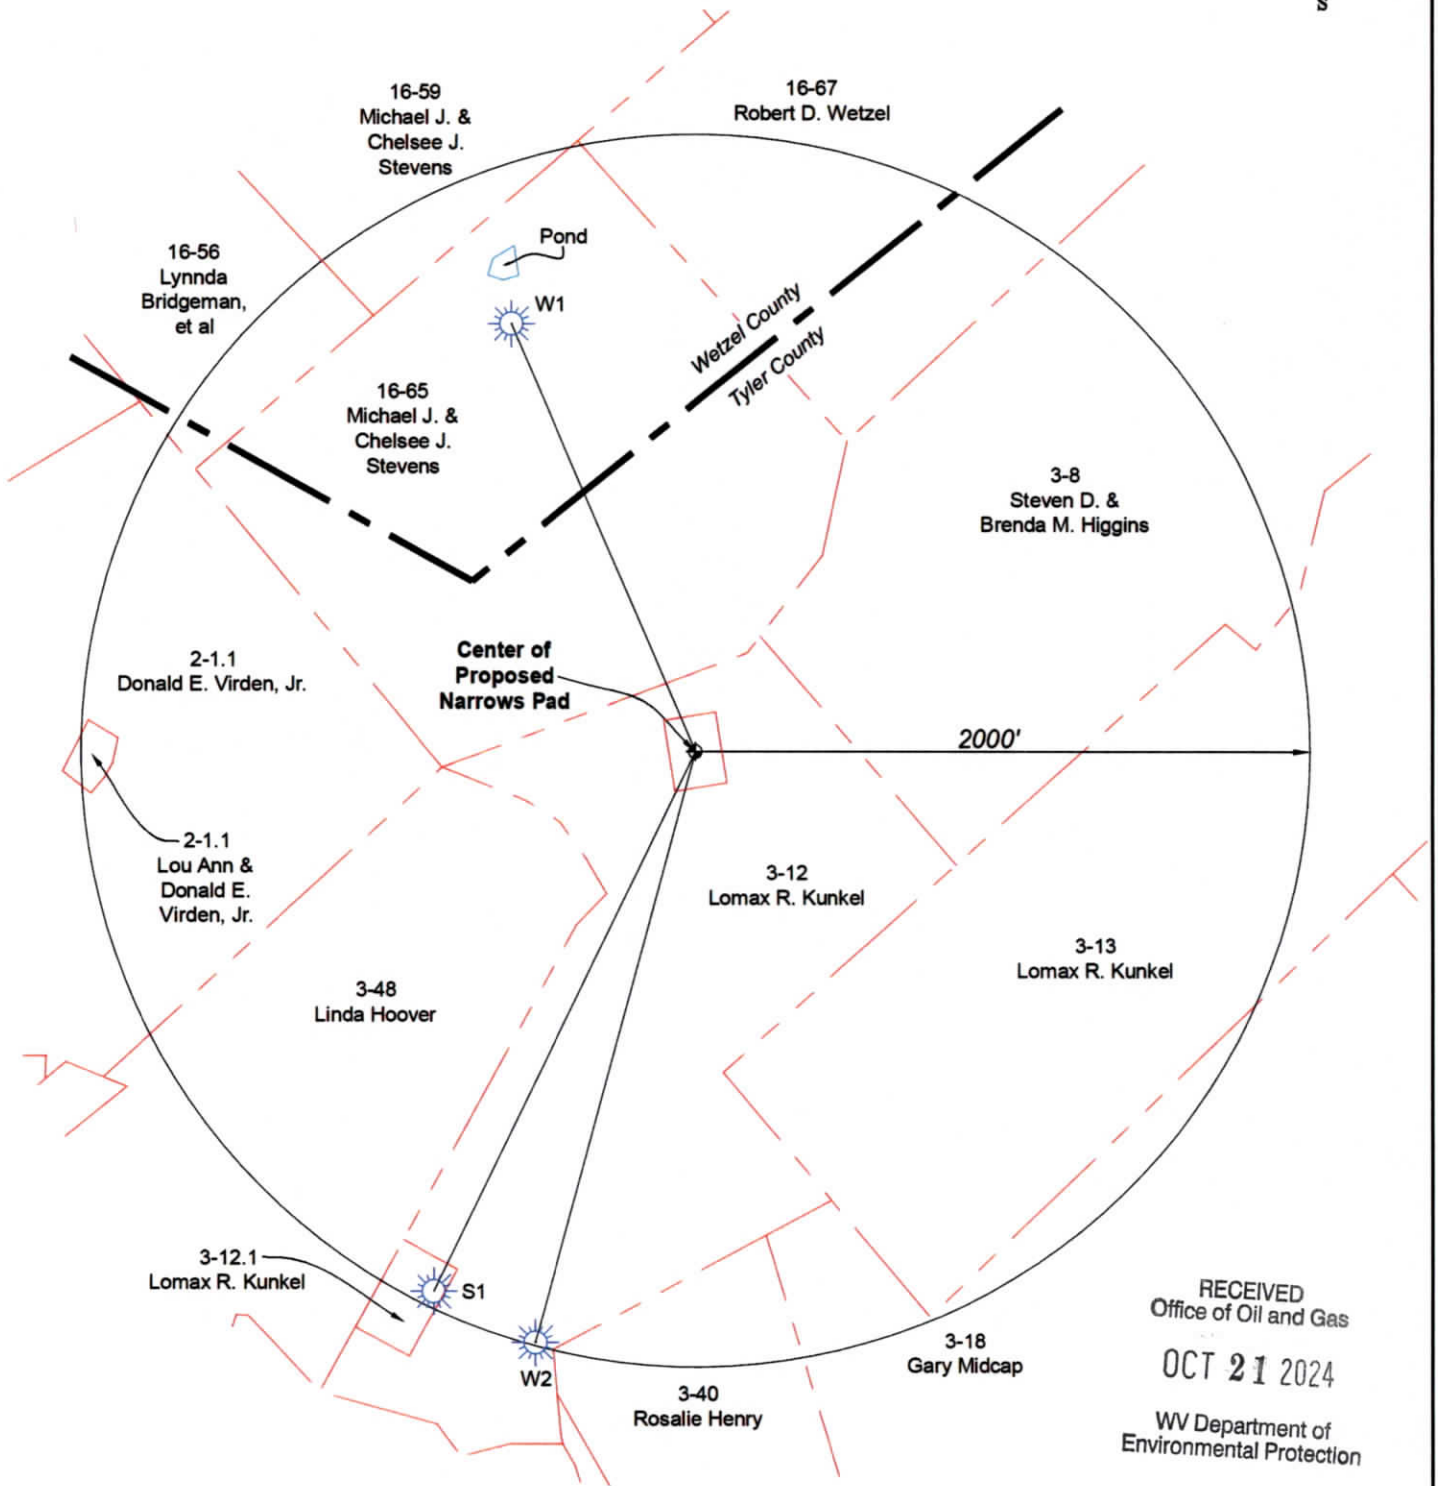 s
16-59
Michael J. &
Chelsee J.
Stevens
16-67
Robert D. Wetzel
Pond
16-56
Lynnda
Bridgeman,
et al
W1
Wetzel County
Tyler County
16-65
Michael J. &
Chelsee J.
Stevens
3-8
Steven D. &
Brenda M. Higgins
Center of
Proposed
Narrows Pad
2-1.1
Donald E. Virden, Jr.
2000'
2-1.1
Lou Ann &
Donald E.
Virden, Jr.
3-12
Lomax R. Kunkel
3-13
Lomax R. Kunkel
3-48
Linda Hoover
3-12.1
Lomax R. Kunkel
S1
W2
3-18
Gary Midcap
3-40
Rosalie Henry
RECEIVED
Office of Oil and Gas
OCT 21 2024
WV Department of
Environmental Protection